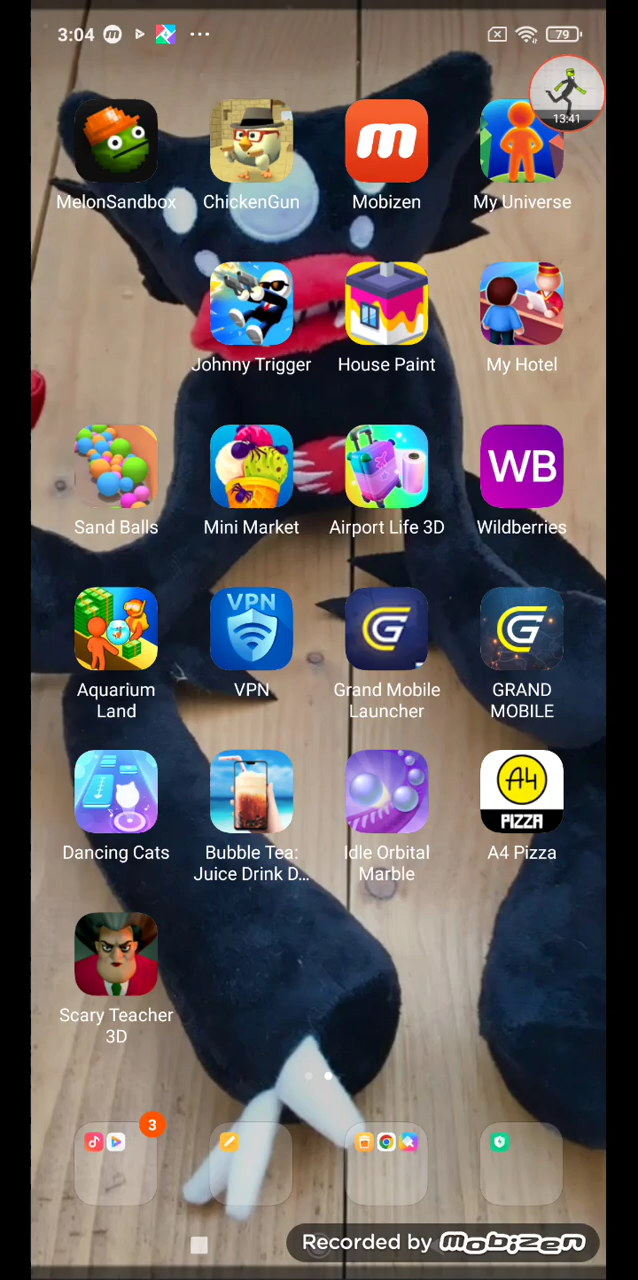 3:04
79
13:41
MelonSandbox
ChickenGun
Mobizen
My Universe
Johnny Trigger
House Paint
My Hotel
WB
Sand Balls
Mini Market
Airport Life 3D
Wildberries
VPN
Aquarium
Land
VPN
Grand Mobile
Launcher
GRAND
MOBILE
A4
PIZZA
Dancing Cats
Bubble Tea:
Juice Drink D...
Idle Orbital
Marble
A4 Pizza
Scary Teacher
3D
3
Recorded by mobizen